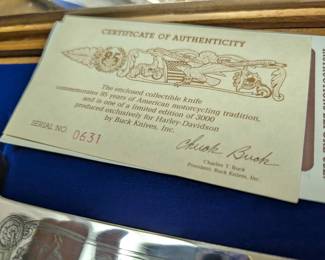 CERTIFICATE OF AUTHENTICITY
85
The enclosed collectible knife
commemorates 85 years of American motorcycling tradition,
and is one of a limited edition of 3000
produced exclusively for Harley-Davidson
by Buck Knives, Inc.
SERIAL NO. 0631
Chuck Buck
Charles T. Buck
President, Buck Knives, Inc.